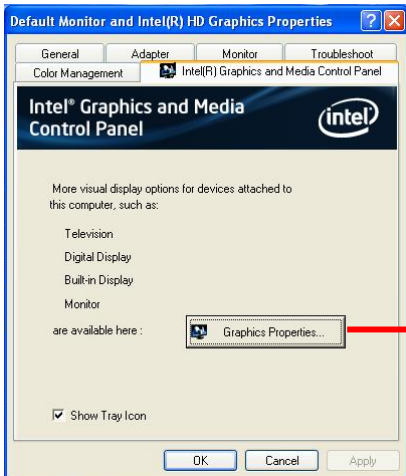 Default Monitor and Intel(R) HD Graphics Properties
General Adapter Monitor Troubleshoot
Color Management Intel(R) Graphics and Media Control Panel
Intel® Graphics and Media
Control Panel
intel
More visual display options for devices attached to
this computer, such as:
Television
Digital Display
Built-in Display
Monitor
are available here : Graphics Properties...
Show Tray Icon
OK Cancel Apply